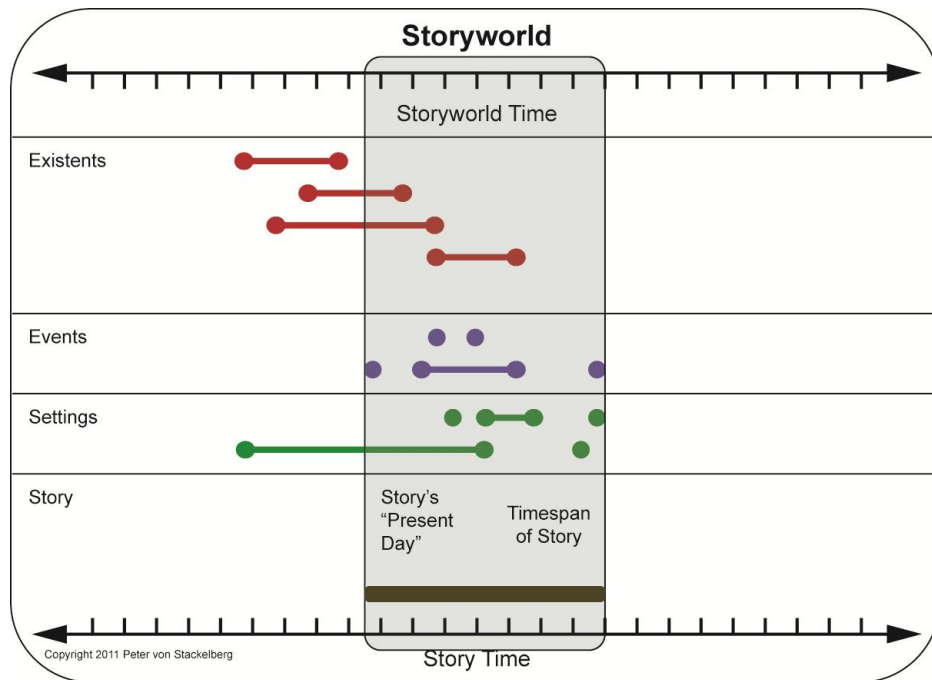 Storyworld
Storyworld Time
Existents
Events
Settings
Story
Story's
“Present
Day”
Timespan
of Story
Copyright 2011 Peter von Stackelberg
Story Time